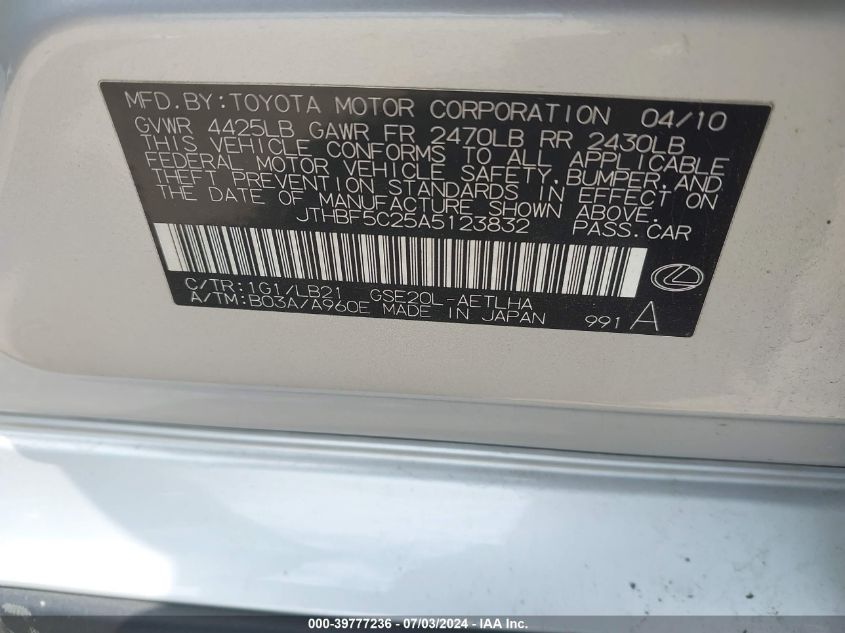 MFD.BY:TOYOTA MOTOR CORPORATION 04/10
GVWR 4425LB GAWR FR 2470LB RR 2430LB
THIS VEHICLE CONFORMS TO ALL APPLICABLE
FEDERAL MOTOR VEHICLE SAFETY,BUMPER,AND
THEFT PREVENTION STANDARDS IN EFFECT ON
THE DATE OF MANUFACTURE SHOWN ABOVE.
JTHBF5C25A5123832 PASS.CAR
C/TR:1G1/LB21 GSE20L-AETLHA
A/TM:B03A/A960E MADE IN JAPAN 991 A
000-39777236 - 07/03/2024 - IAA Inc.